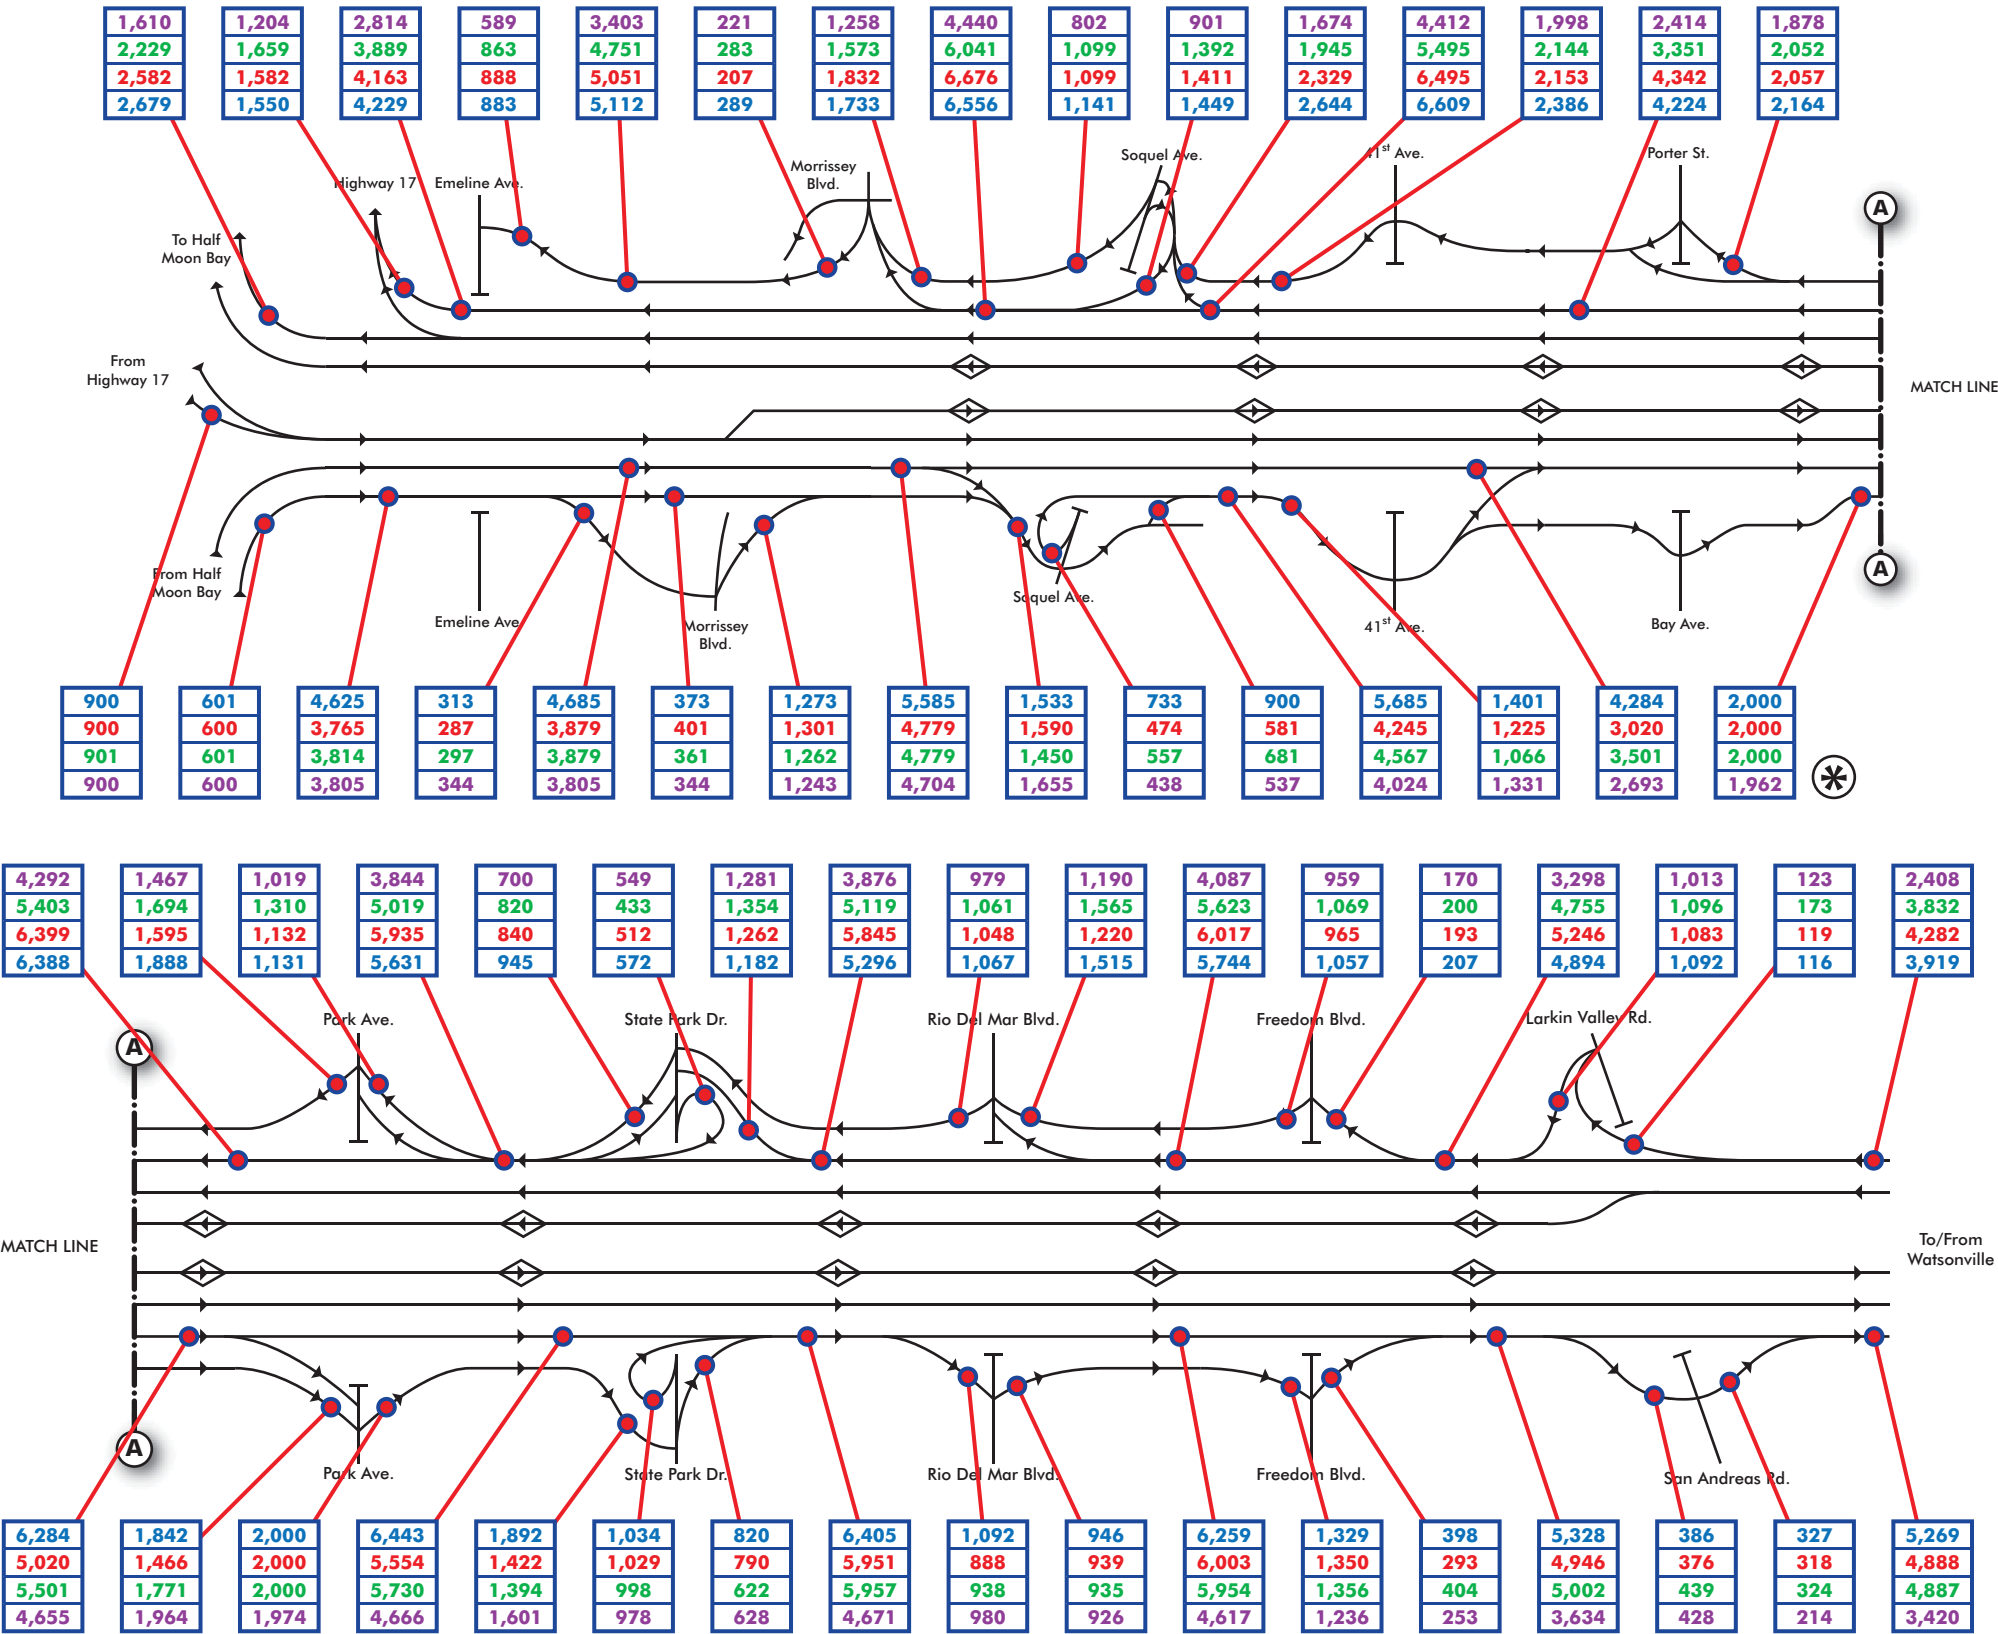 1,610 1,204 2,814 589 3,403 221 1,258 4,440 802 901 1,674 4,412 1,998 2,414 1,878
2,229 1,659 3,889 863 4,751 283 1,573 6,041 1,099 1,392 1,945 5,495 2,144 3,351 2,052
2,582 1,582 4,163 888 5,051 207 1,832 6,676 1,099 1,411 2,329 6,495 2,153 4,342 2,057
2,679 1,550 4,229 883 5,112 289 1,733 6,556 1,141 1,449 2,644 6,609 2,386 4,224 2,164
Highway 17
Emeline Ave.
Morrissey
Blvd.
Soquel Ave.
41st Ave.
Porter St.
A
To Half
Moon Bay
From
Highway 17
MATCH LINE
From Half
Moon Bay
Emeline Ave
Morrissey
Blvd.
Soquel Ave.
41st Ave.
Bay Ave.
A
900 601 4,625 313 4,685 373 1,273 5,585 1,533 733 900 5,685 1,401 4,284 2,000
900 600 3,765 287 3,879 401 1,301 4,779 1,590 474 581 4,245 1,225 3,020 2,000
901 601 3,814 297 3,879 361 1,262 4,779 1,450 557 681 4,567 1,066 3,501 2,000
900 600 3,805 344 3,805 344 1,243 4,704 1,655 438 537 4,024 1,331 2,693 1,962 *
4,292 1,467 1,019 3,844 700 549 1,281 3,876 979 1,190 4,087 959 170 3,298 1,013 123 2,408
5,403 1,694 1,310 5,019 820 433 1,354 5,119 1,061 1,565 5,623 1,069 200 4,755 1,096 173 3,832
6,399 1,595 1,132 5,935 840 512 1,262 5,845 1,048 1,220 6,017 965 193 5,246 1,083 119 4,282
6,388 1,888 1,131 5,631 945 572 1,182 5,296 1,067 1,515 5,744 1,057 207 4,894 1,092 116 3,919
A
Park Ave.
State Park Dr.
Rio Del Mar Blvd.
Freedom Blvd.
Larkin Valley Rd.
MATCH LINE
To/From
Watsonville
A
Park Ave.
State Park Dr.
Rio Del Mar Blvd.
Freedom Blvd.
San Andreas Rd.
6,284 1,842 2,000 6,443 1,892 1,034 820 6,405 1,092 946 6,259 1,329 398 5,328 386 327 5,269
5,020 1,466 2,000 5,554 1,422 1,029 790 5,951 888 939 6,003 1,350 293 4,946 376 318 4,888
5,501 1,771 2,000 5,730 1,394 998 622 5,957 938 935 5,954 1,356 404 5,002 439 324 4,887
4,655 1,964 1,974 4,666 1,601 978 628 4,671 980 926 4,617 1,236 253 3,634 428 214 3,420